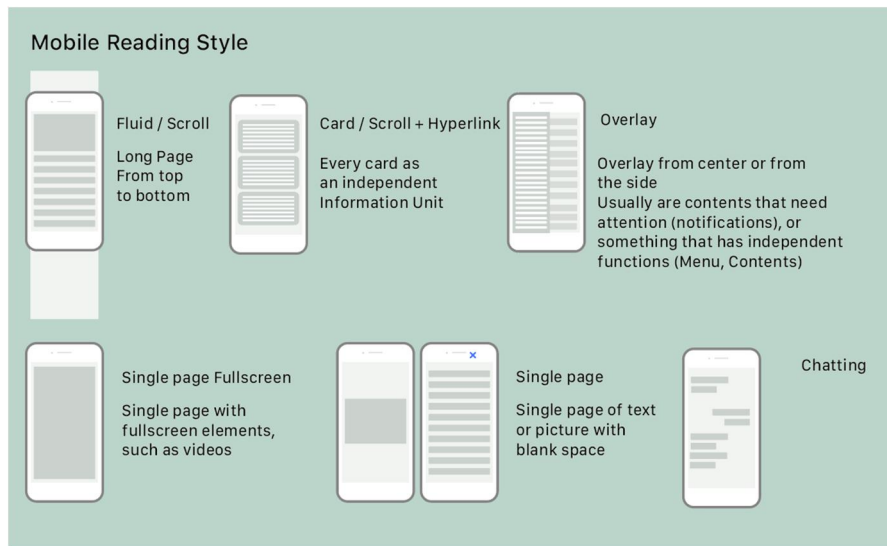 Mobile Reading Style
Fluid / Scroll
Long Page
From top
to bottom
Card / Scroll + Hyperlink
Every card as
an independent
Information Unit
Overlay
Overlay from center or from
the side
Usually are contents that need
attention (notifications), or
something that has independent
functions (Menu, Contents)
Single page Fullscreen
Single page with
fullscreen elements,
such as videos
Single page
Single page of text
or picture with
blank space
Chatting